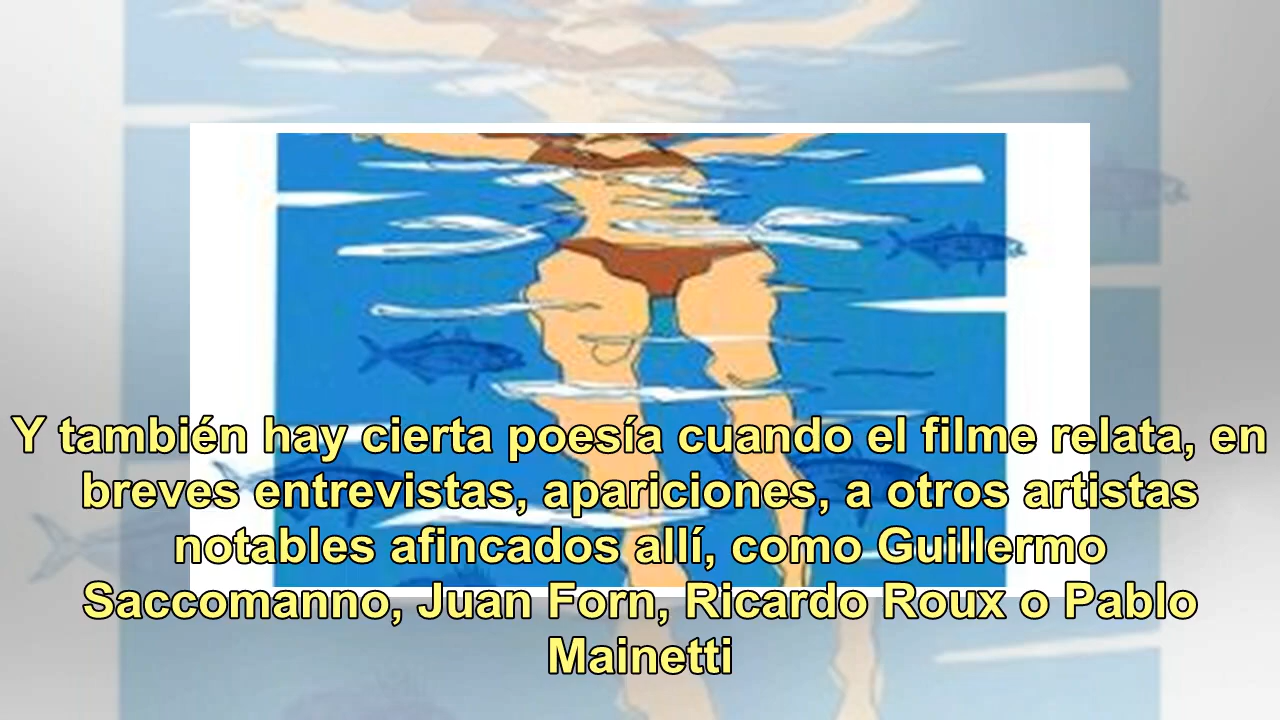 Y también hay cierta poesía cuando el filme relata, en
breves entrevistas, apariciones, a otros artistas
notables afincados allí, como Guillermo
Saccomanno, Juan Forn, Ricardo Roux o Pablo
Mainetti